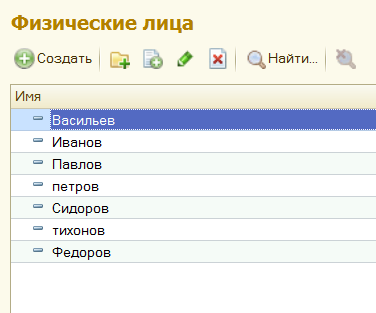 Физические лица
Создать Найти...
Имя
Васильев
Иванов
Павлов
петров
Сидоров
тихонов
Федоров